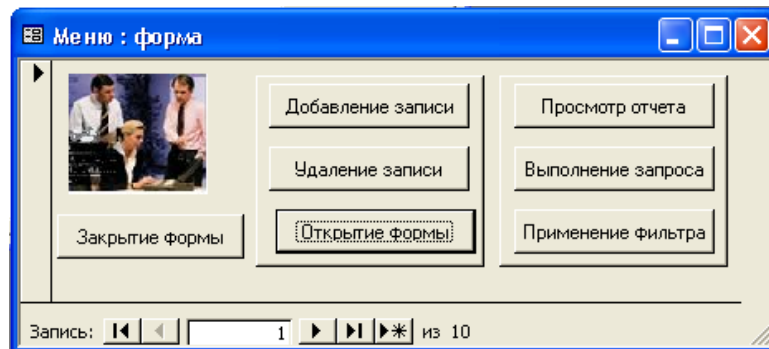 Меню : форма
Добавление записи
Просмотр отчета
Удаление записи
Выполнение запроса
Закрытие формы
Открытие формы
Применение фильтра
Запись: 1 из 10